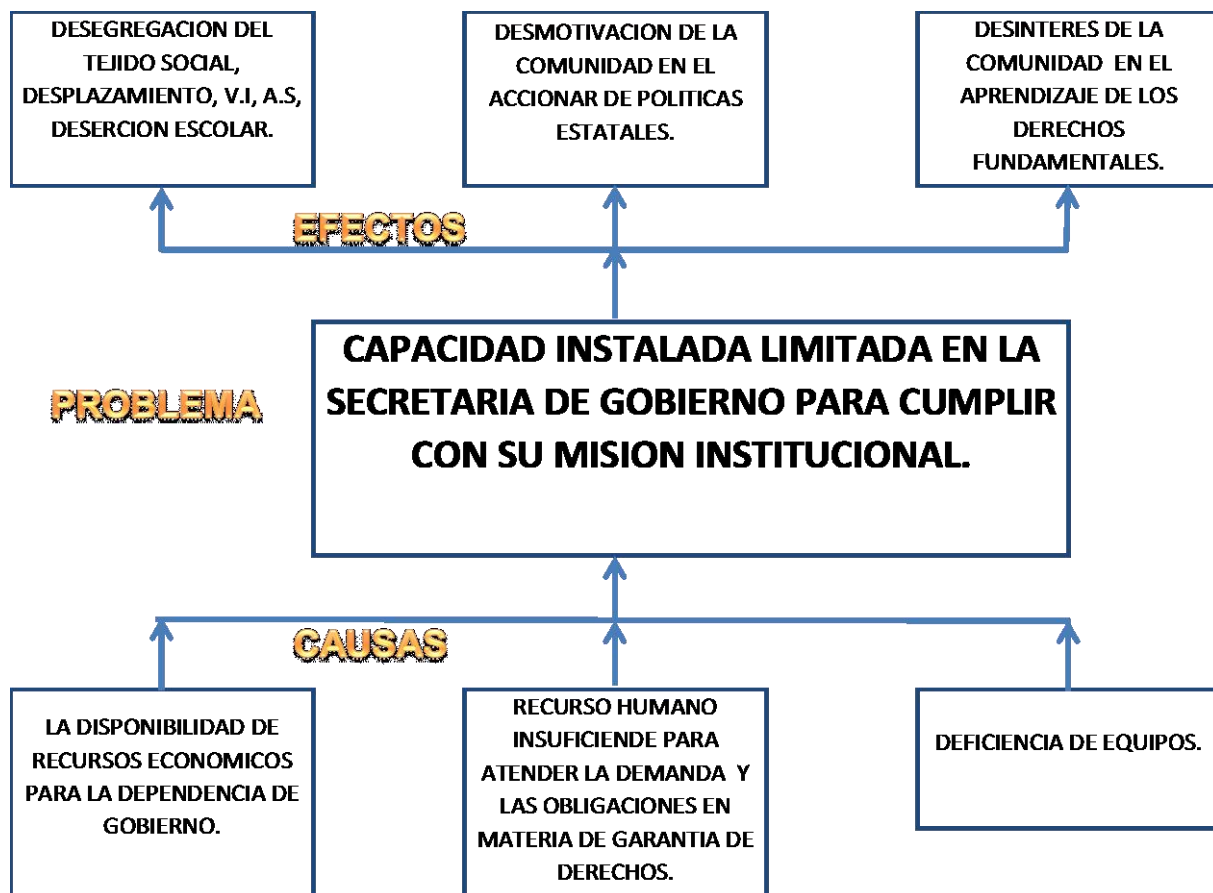 DESEGREGACION DEL
TEJIDO SOCIAL,
DESPLAZAMIENTO, V.I, A.S,
DESERCION ESCOLAR.
DESMOTIVACION DE LA
COMUNIDAD EN EL
ACCIONAR DE POLITICAS
ESTATALES.
DESINTERES DE LA
COMUNIDAD EN EL
APRENDIZAJE DE LOS
DERECHOS
FUNDAMENTALES.
EFECTOS
PROBLEMA
CAPACIDAD INSTALADA LIMITADA EN LA
SECRETARIA DE GOBIERNO PARA CUMPLIR
CON SU MISION INSTITUCIONAL.
CAUSAS
LA DISPONIBILIDAD DE
RECURSOS ECONOMICOS
PARA LA DEPENDENCIA DE
GOBIERNO.
RECURSO HUMANO
INSUFICIENDE PARA
ATENDER LA DEMANDA Y
LAS OBLIGACIONES EN
MATERIA DE GARANTIA DE
DERECHOS.
DEFICIENCIA DE EQUIPOS.